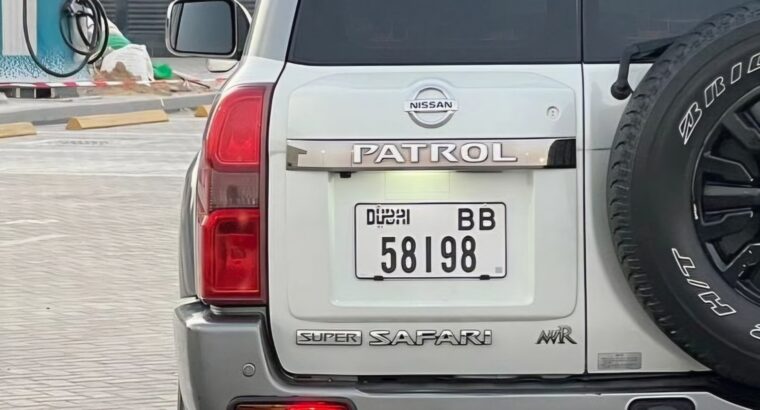 NISSAN
PATROL
DUBAI BB
58198
SUPER SAFARI
H/T